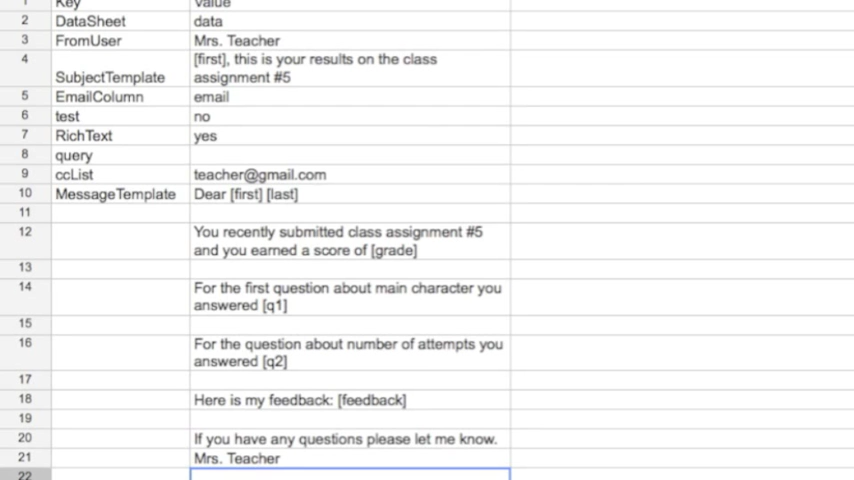 1 Key Value
2 DataSheet data
3 FromUser Mrs. Teacher
4 [first], this is your results on the class
SubjectTemplate assignment #5
5 EmailColumn email
6 test no
7 RichText yes
8 query
9 ccList teacher@gmail.com
10 MessageTemplate Dear [first] [last]
11
12 You recently submitted class assignment #5
and you earned a score of [grade]
13
14 For the first question about main character you
answered [q1]
15
16 For the question about number of attempts you
answered [q2]
17
18 Here is my feedback: [feedback]
19
20 If you have any questions please let me know.
21 Mrs. Teacher
22